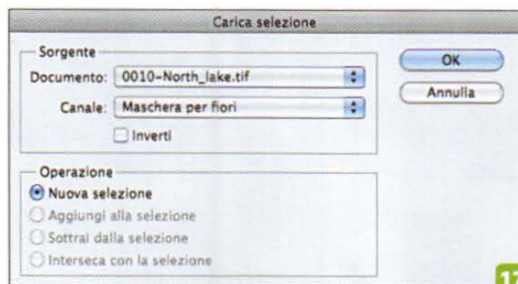 Carica selezione
Sorgente
Documento: 0010-North_lake.tif
Canale: Maschera per fiori
Inverti
OK
Annulla
Operazione
Nuova selezione
Aggiungi alla selezione
Sottrai dalla selezione
Interseca con la selezione